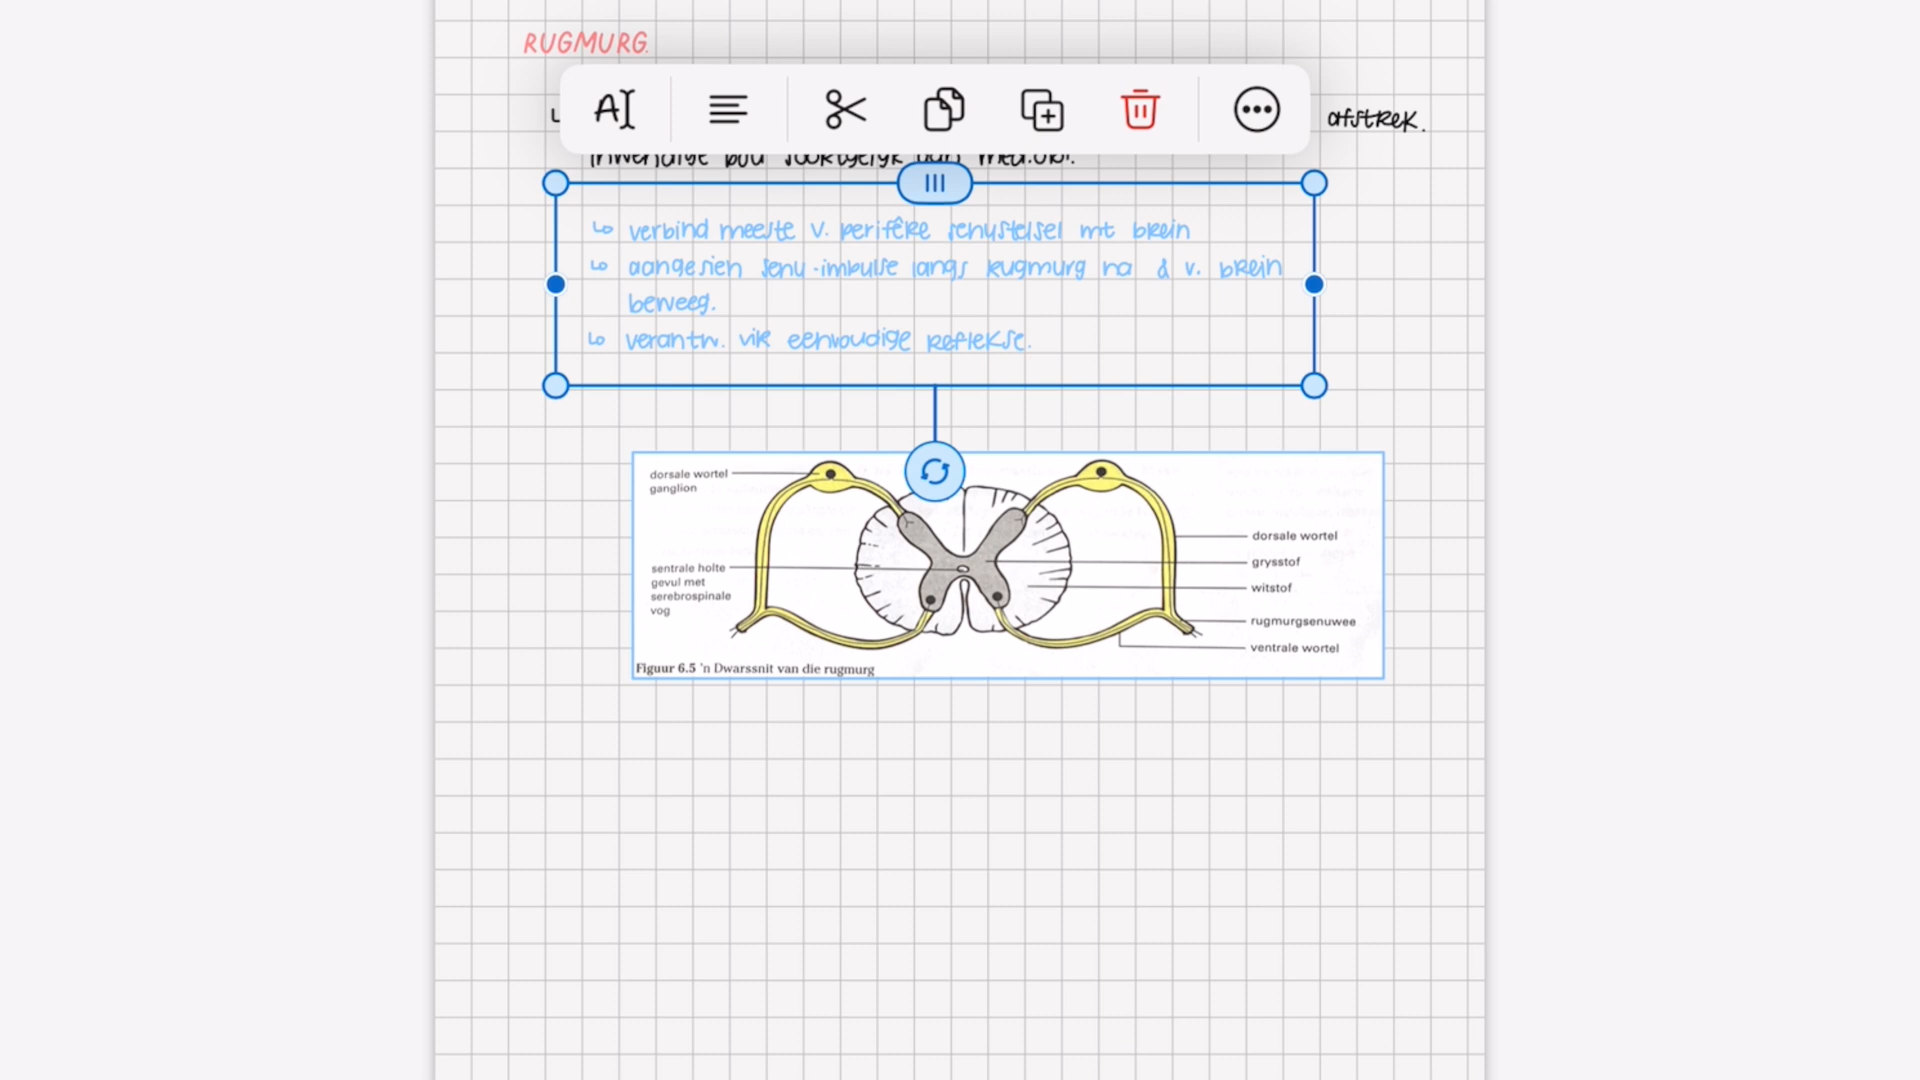 RUGMURG.
afstrek.
↳ verbind meeste v. perifêre senustelsel mt brein
↳ aangesien senu-impulse langs rugmurg na & v. brein
beweeg.
↳ verantw. vir eenvoudige reflekse.
dorsale wortel
ganglion
dorsale wortel
grysstof
sentrale holte
gevul met
serebrospinale
vog
witstof
rugmurgsenuwee
ventrale wortel
Figuur 6.5 'n Dwarssnit van die rugmurg